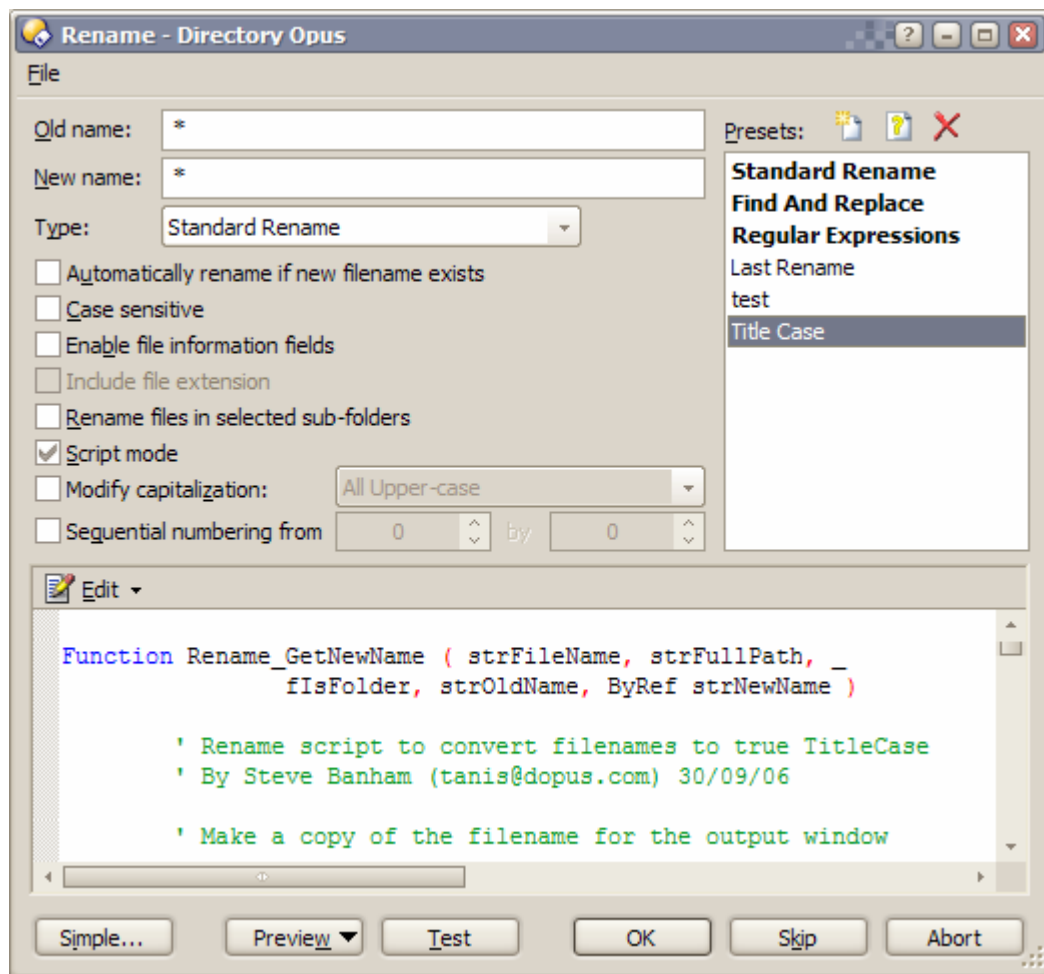 Rename - Directory Opus
File
Old name: *
New name: *
Type: Standard Rename
Automatically rename if new filename exists
Case sensitive
Enable file information fields
Include file extension
Rename files in selected sub-folders
Script mode
Modify capitalization: All Upper-case
Sequential numbering from 0 by 0
Presets:
Standard Rename
Find And Replace
Regular Expressions
Last Rename
test
Title Case
Edit
Function Rename_GetNewName ( strFileName, strFullPath, _
fIsFolder, strOldName, ByRef strNewName )
' Rename script to convert filenames to true TitleCase
' By Steve Banham (tanis@dopus.com) 30/09/06
' Make a copy of the filename for the output window
Simple... Preview Test OK Skip Abort